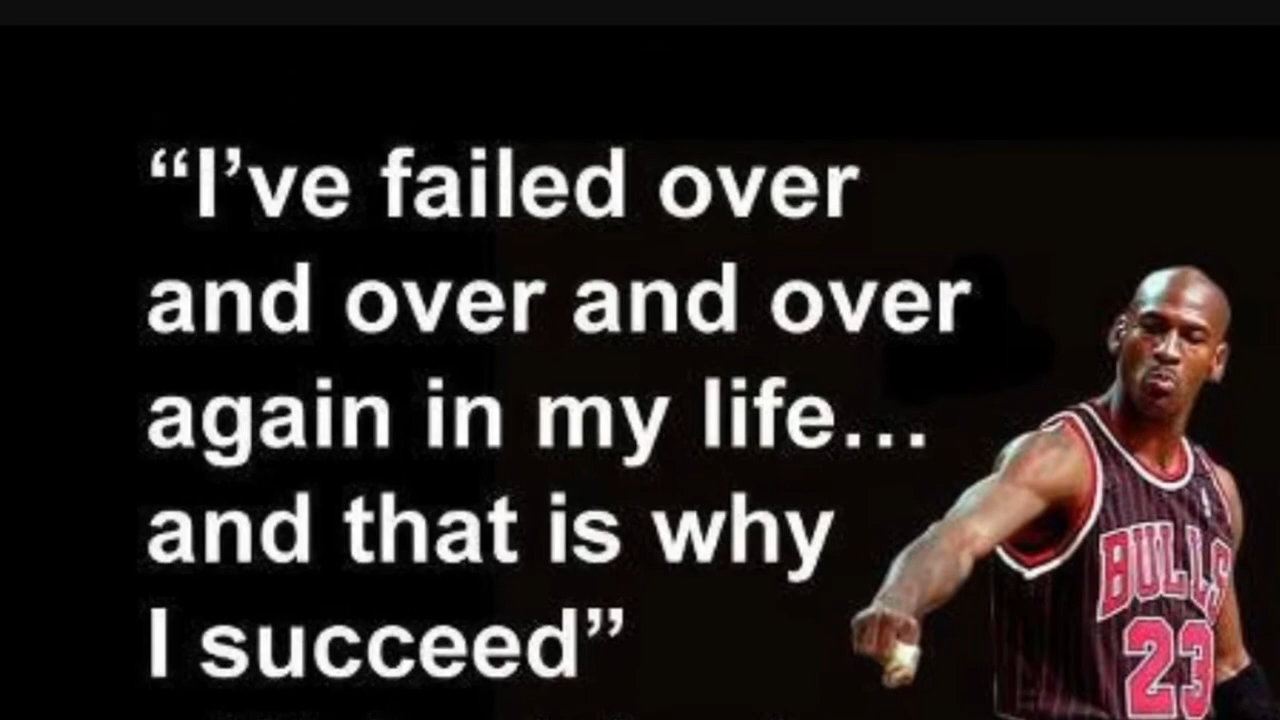 “I’ve failed over
and over and over
again in my life…
and that is why
I succeed”
BULLS
23